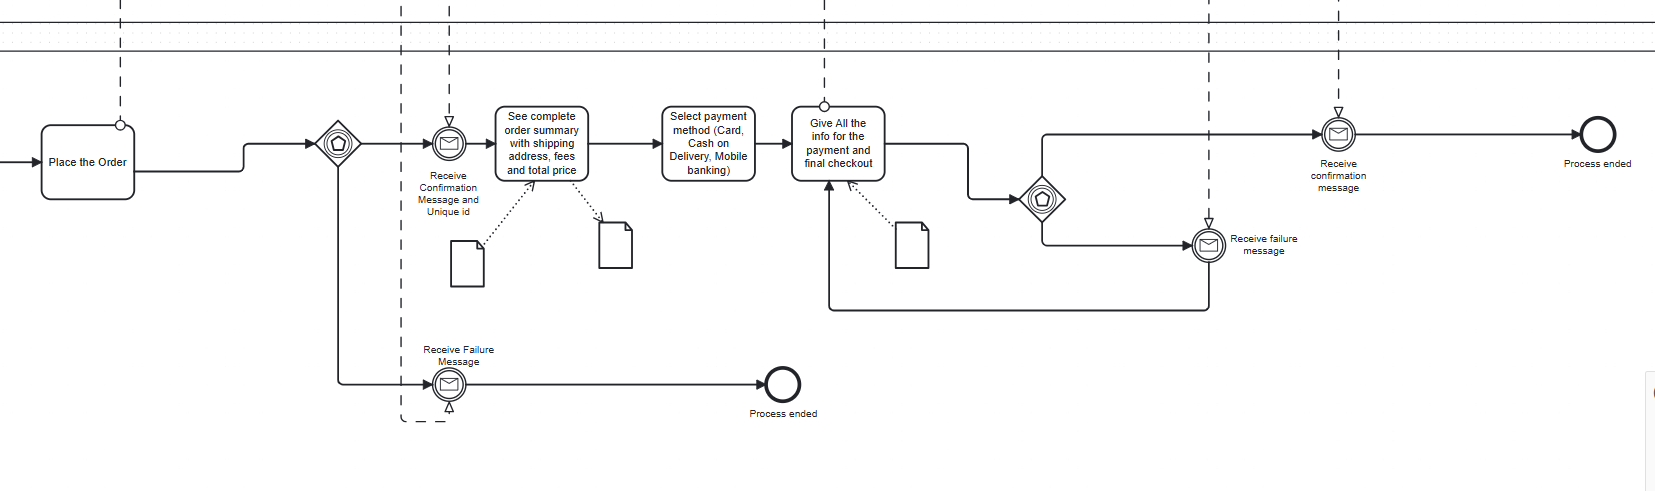 Place the Order
Receive
Confirmation
Message and
Unique id
See complete
order summary
with shipping
address, fees
and total price
Select payment
method (Card,
Cash on
Delivery, Mobile
banking)
Give All the
info for the
payment and
final checkout
Receive
confirmation
message
Process ended
Receive failure
message
Receive Failure
Message
Process ended